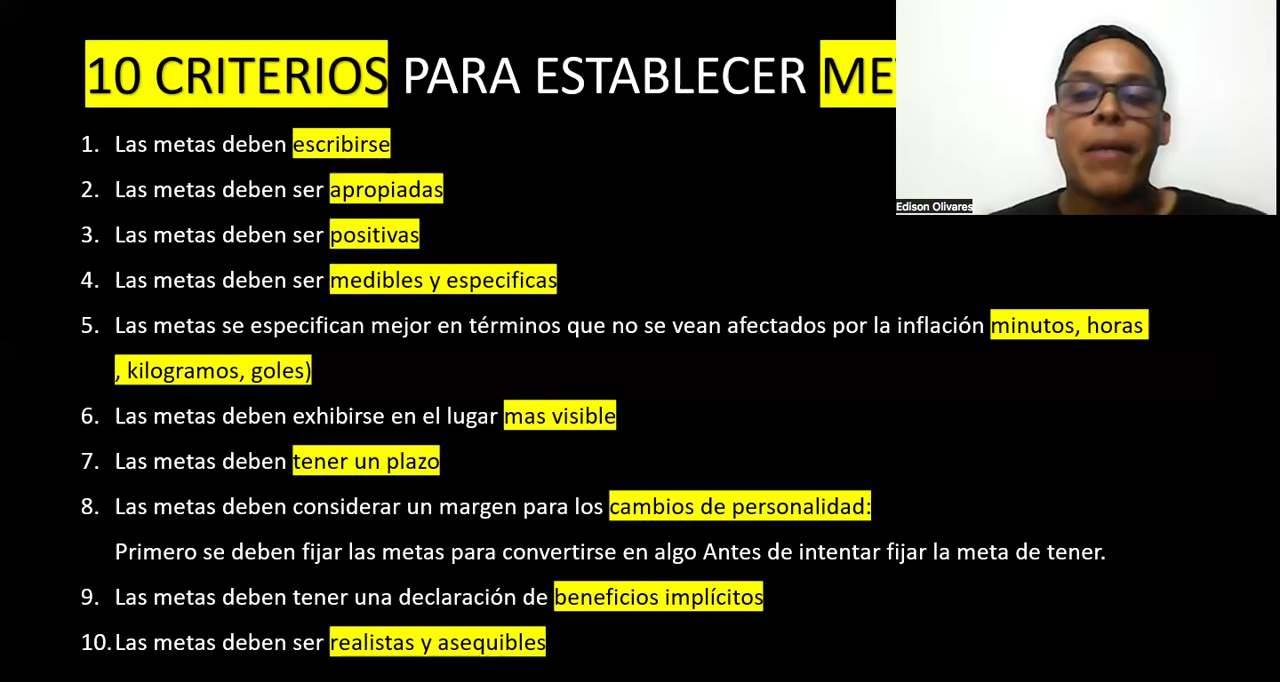 10 CRITERIOS PARA ESTABLECER
1. Las metas deben escribirse
2. Las metas deben ser apropiadas
3. Las metas deben ser positivas
4. Las metas deben ser medibles y especificas
5. Las metas se especifican mejor en términos que no se vean afectados por la inflación minutos, horas
, kilogramos, goles)
6. Las metas deben exhibirse en el lugar mas visible
7. Las metas deben tener un plazo
8. Las metas deben considerar un margen para los cambios de personalidad:
Primero se deben fijar las metas para convertirse en algo Antes de intentar fijar la meta de tener.
9. Las metas deben tener una declaración de beneficios implícitos
10. Las metas deben ser realistas y asequibles
Edison Olivares